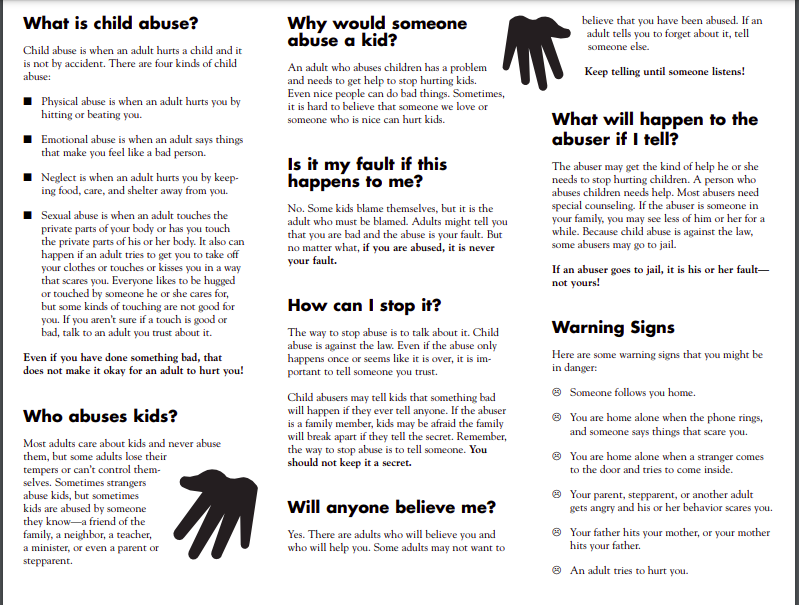 What is child abuse?
Child abuse is when an adult hurts a child and it
is not by accident. There are four kinds of child
abuse:
■ Physical abuse is when an adult hurts you by
hitting or beating you.
■ Emotional abuse is when an adult says things
that make you feel like a bad person.
■ Neglect is when an adult hurts you by keep-
ing food, care, and shelter away from you.
■ Sexual abuse is when an adult touches the
private parts of your body or has you touch
the private parts of his or her body. It also can
happen if an adult tries to get you to take off
your clothes or touches or kisses you in a way
that scares you. Everyone likes to be hugged
or touched by someone he or she cares for,
but some kinds of touching are not good for
you. If you aren't sure if a touch is good or
bad, talk to an adult you trust about it.
Even if you have done something bad, that
does not make it okay for an adult to hurt you!
Who abuses kids?
Most adults care about kids and never abuse
them, but some adults lose their
tempers or can't control them-
selves. Sometimes strangers
abuse kids, but sometimes
kids are abused by someone
they know—a friend of the
family, a neighbor, a teacher,
a minister, or even a parent or
stepparent.
Why would someone
abuse a kid?
An adult who abuses children has a problem
and needs to get help to stop hurting kids.
Even nice people can do bad things. Sometimes,
it is hard to believe that someone we love or
someone who is nice can hurt kids.
Is it my fault if this
happens to me?
No. Some kids blame themselves, but it is the
adult who must be blamed. Adults might tell you
that you are bad and the abuse is your fault. But
no matter what, if you are abused, it is never
your fault.
How can I stop it?
The way to stop abuse is to talk about it. Child
abuse is against the law. Even if the abuse only
happens once or seems like it is over, it is im-
portant to tell someone you trust.
Child abusers may tell kids that something bad
will happen if they ever tell anyone. If the abuser
is a family member, kids may be afraid the family
will break apart if they tell the secret. Remember,
the way to stop abuse is to tell someone. You
should not keep it a secret.
Will anyone believe me?
Yes. There are adults who will believe you and
who will help you. Some adults may not want to
believe that you have been abused. If an
adult tells you to forget about it, tell
someone else.
Keep telling until someone listens!
What will happen to the
abuser if I tell?
The abuser may get the kind of help he or she
needs to stop hurting children. A person who
abuses children needs help. Most abusers need
special counseling. If the abuser is someone in
your family, you may see less of him or her for a
while. Because child abuse is against the law,
some abusers may go to jail.
If an abuser goes to jail, it is his or her fault—
not yours!
Warning Signs
Here are some warning signs that you might be
in danger:
☹ Someone follows you home.
☹ You are home alone when the phone rings,
and someone says things that scare you.
☹ You are home alone when a stranger comes
to the door and tries to come inside.
☹ Your parent, stepparent, or another adult
gets angry and his or her behavior scares you.
☹ Your father hits your mother, or your mother
hits your father.
☹ An adult tries to hurt you.